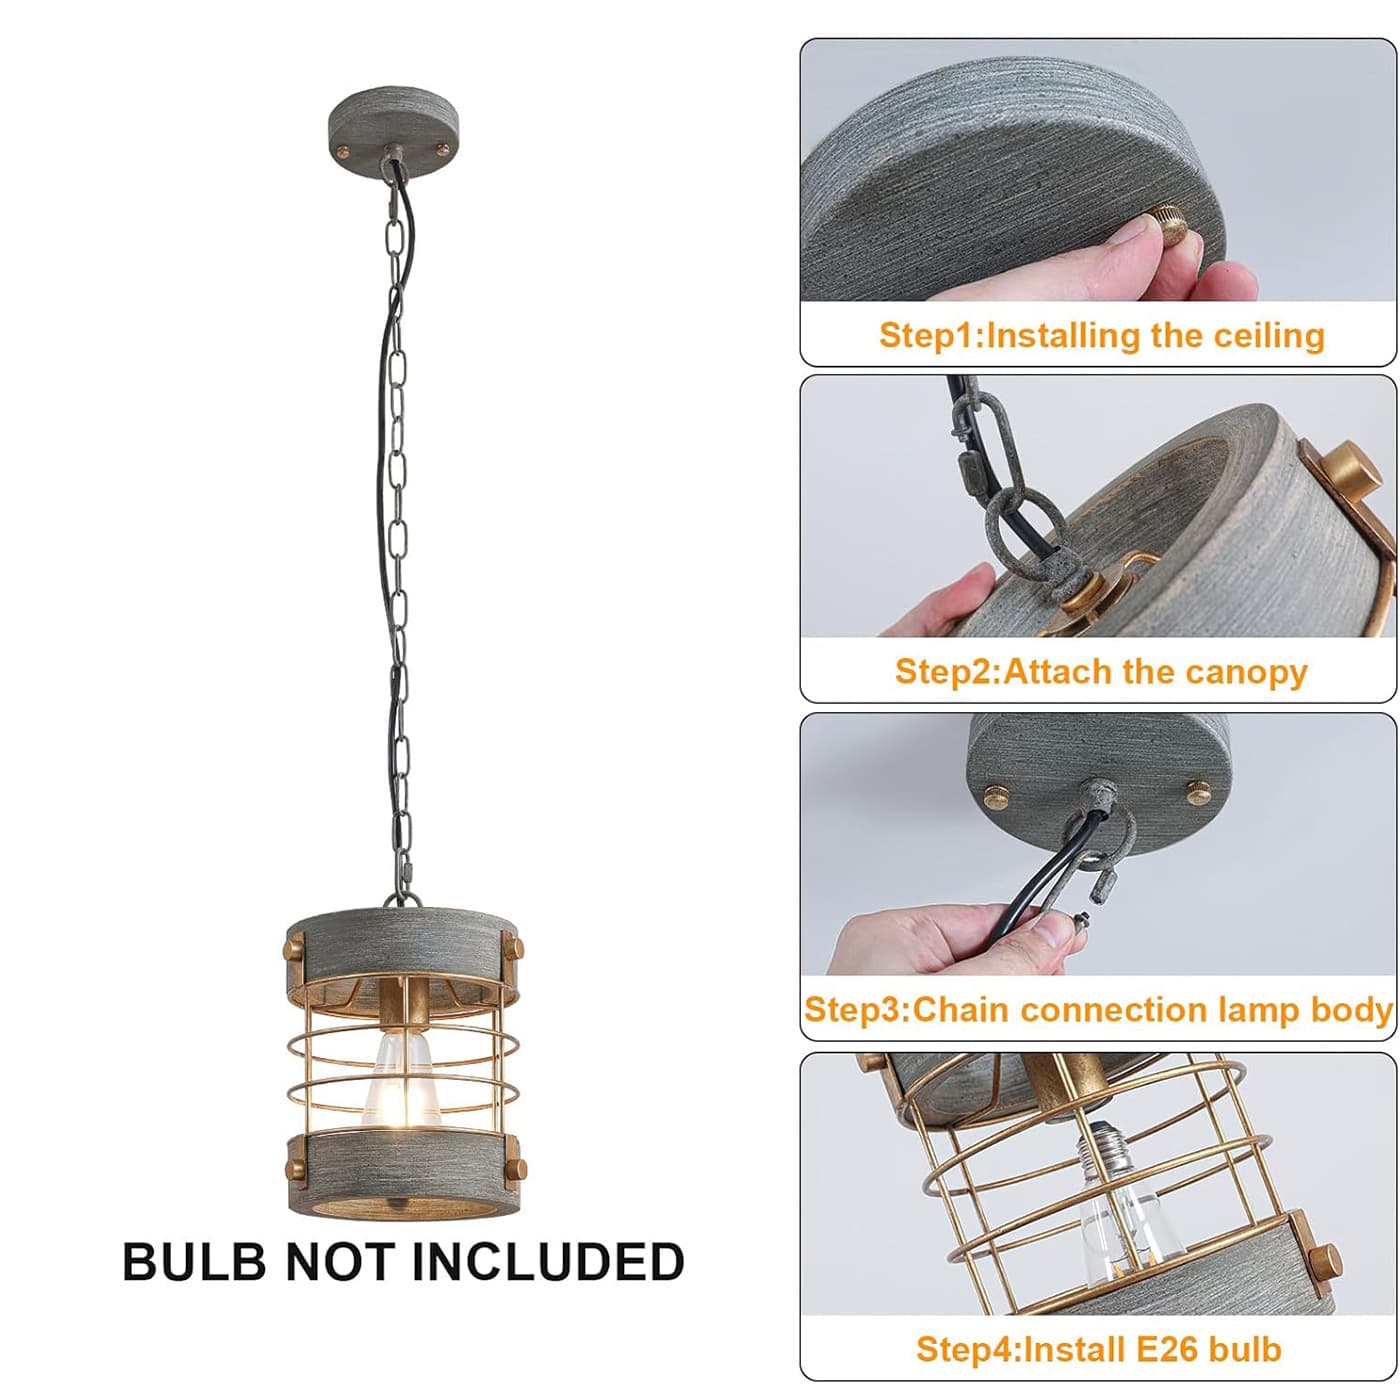 Step1:Installing the ceiling
Step2:Attach the canopy
Step3:Chain connection lamp body
Step4:Install E26 bulb
BULB NOT INCLUDED